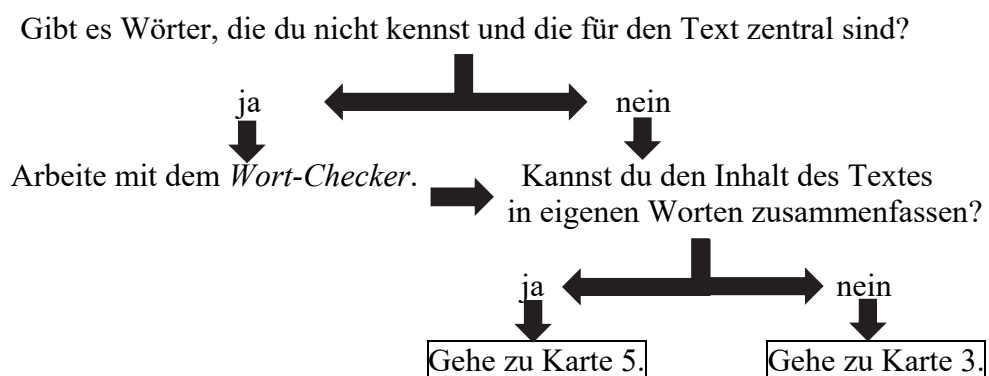 Gibt es Wörter, die du nicht kennst und die für den Text zentral sind?
ja
nein
Arbeite mit dem Wort-Checker.
Kannst du den Inhalt des Textes
in eigenen Worten zusammenfassen?
ja
nein
Gehe zu Karte 5.
Gehe zu Karte 3.